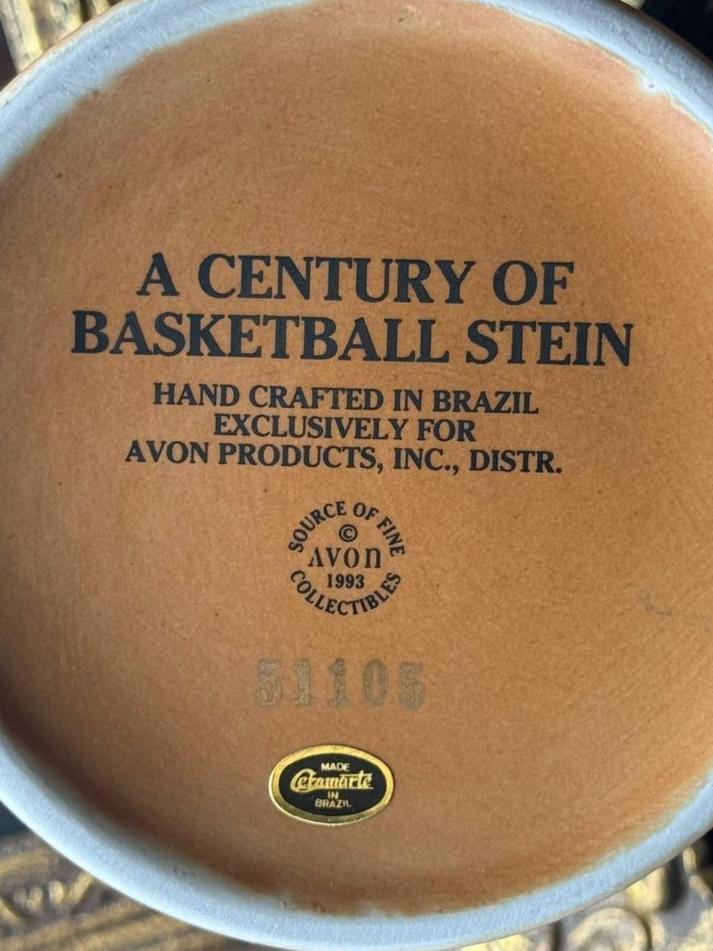 A CENTURY OF
BASKETBALL STEIN
HAND CRAFTED IN BRAZIL
EXCLUSIVELY FOR
AVON PRODUCTS, INC., DISTR.
SOURCE OF FINE
©
AVON
1993
COLLECTIBLES
51105
MADE
Ceramarte
IN
BRAZIL